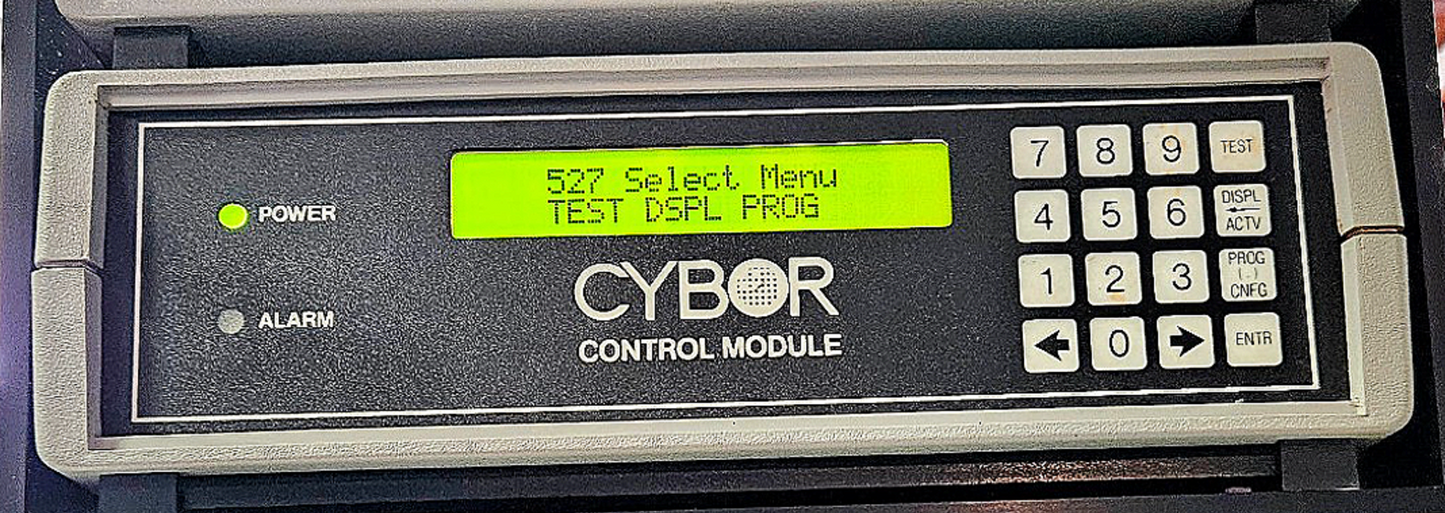 527 Select Menu
TEST DSPL PROG
POWER
ALARM
CYBOR
CONTROL MODULE
7 8 9 TEST
4 5 6 DISPL
ACTV
1 2 3 PROG
(.)
CNFG
← 0 → ENTR